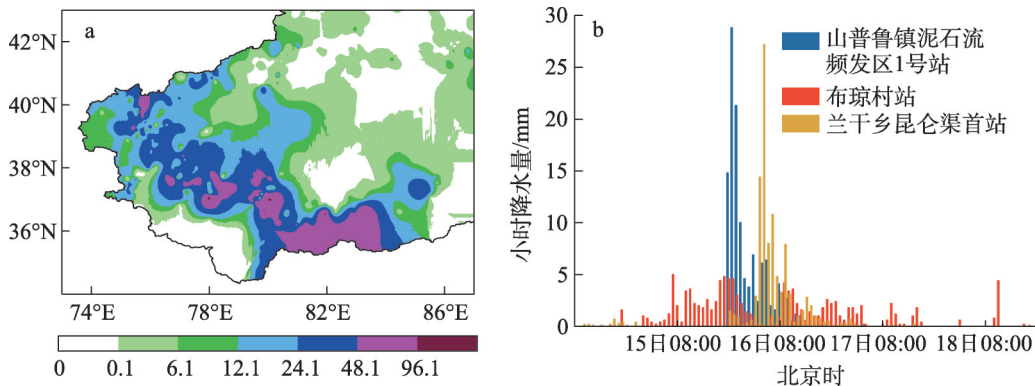 a
42°N
40°N
38°N
36°N
74°E
78°E
82°E
86°E
0 0.1 6.1 12.1 24.1 48.1 96.1
b
小时降水量/mm
30
25
20
15
10
5
0
山普鲁镇泥石流
频发区1号站
布琼村站
兰干乡昆仑渠首站
15日08:00
16日08:00
17日08:00
18日08:00
北京时